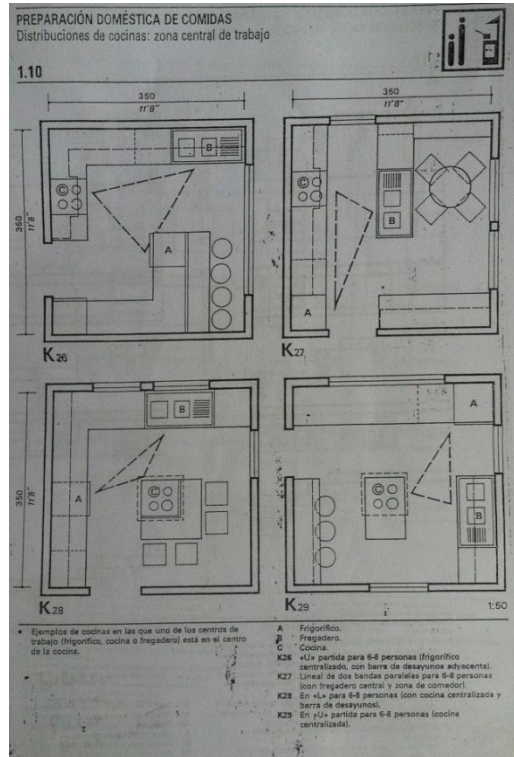 PREPARACIÓN DOMÉSTICA DE COMIDAS
Distribuciones de cocinas: zona central de trabajo
1.10
350
11'8"
350
11'8"
350
11'8"
C
B
A
K26
C
B
A
K27
350
11'8"
B
A
C
K28
A
C
B
K29
1:50
* Ejemplos de cocinas en las que uno de los centros de
trabajo (frigorífico, cocina o fregadero) está en el centro
de la cocina.
A Frigorífico.
B Fregadero.
C Cocina.
K26 «U» partida para 6-8 personas (frigorífico
centralizado, con barra de desayunos adyacenta).
K27 Lineal de dos bandas paralelas para 6-8 personas
(con fregadero central y zona de comedor).
K28 En «L» para 6-8 personas (con cocina centralizada y
barra de desayunos).
K29 En «U» partida para 6-8 personas (cocina
centralizada).